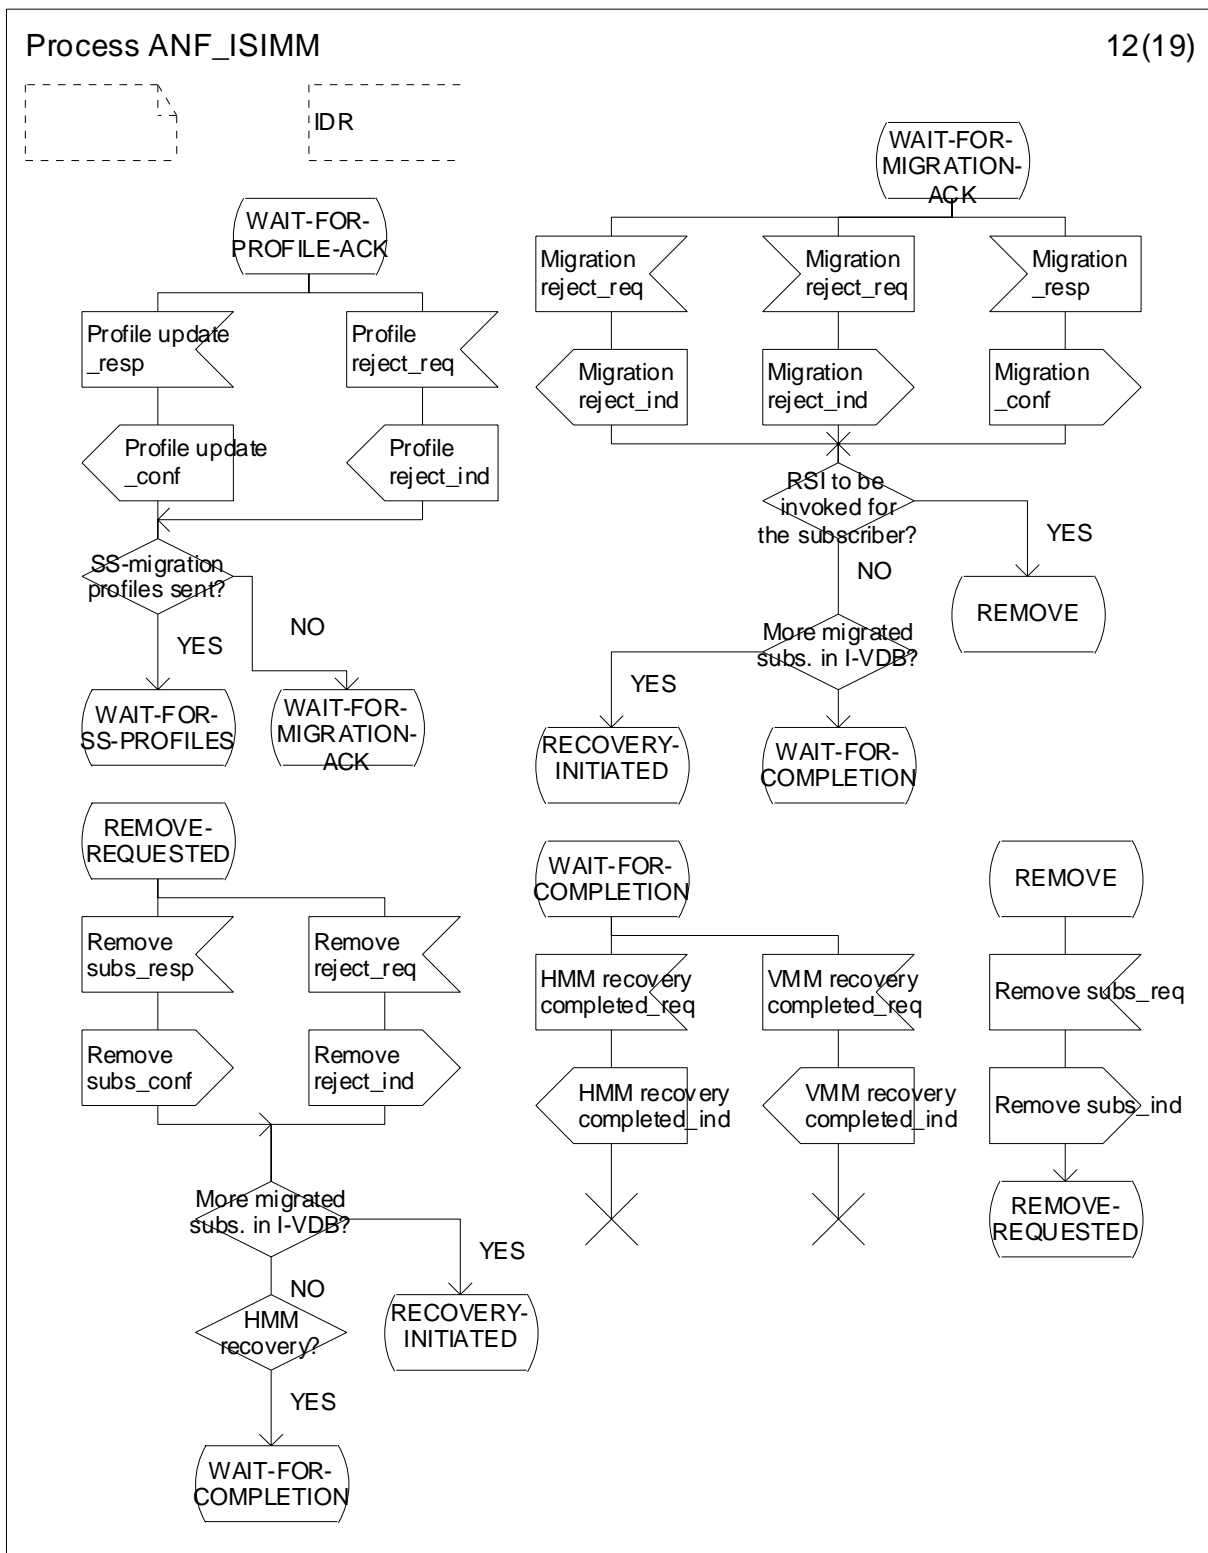 Process ANF_ISIMM
12(19)
IDR
WAIT-FOR-
PROFILE-ACK
Profile update
_resp
Profile
reject_req
Profile update
_conf
Profile
reject_ind
SS-migration
profiles sent?
YES
NO
WAIT-FOR-
SS-PROFILES
WAIT-FOR-
MIGRATION-
ACK
WAIT-FOR-
MIGRATION-
ACK
Migration
reject_req
Migration
reject_req
Migration
_resp
Migration
reject_ind
Migration
reject_ind
Migration
_conf
RSI to be
invoked for
the subscriber?
YES
NO
REMOVE
More migrated
subs. in I-VDB?
YES
RECOVERY-
INITIATED
WAIT-FOR-
COMPLETION
REMOVE-
REQUESTED
Remove
subs_resp
Remove
reject_req
Remove
subs_conf
Remove
reject_ind
More migrated
subs. in I-VDB?
YES
NO
HMM
recovery?
RECOVERY-
INITIATED
YES
WAIT-FOR-
COMPLETION
WAIT-FOR-
COMPLETION
HMM recovery
completed_req
VMM recovery
completed_req
HMM recovery
completed_ind
VMM recovery
completed_ind
REMOVE
Remove subs_req
Remove subs_ind
REMOVE-
REQUESTED